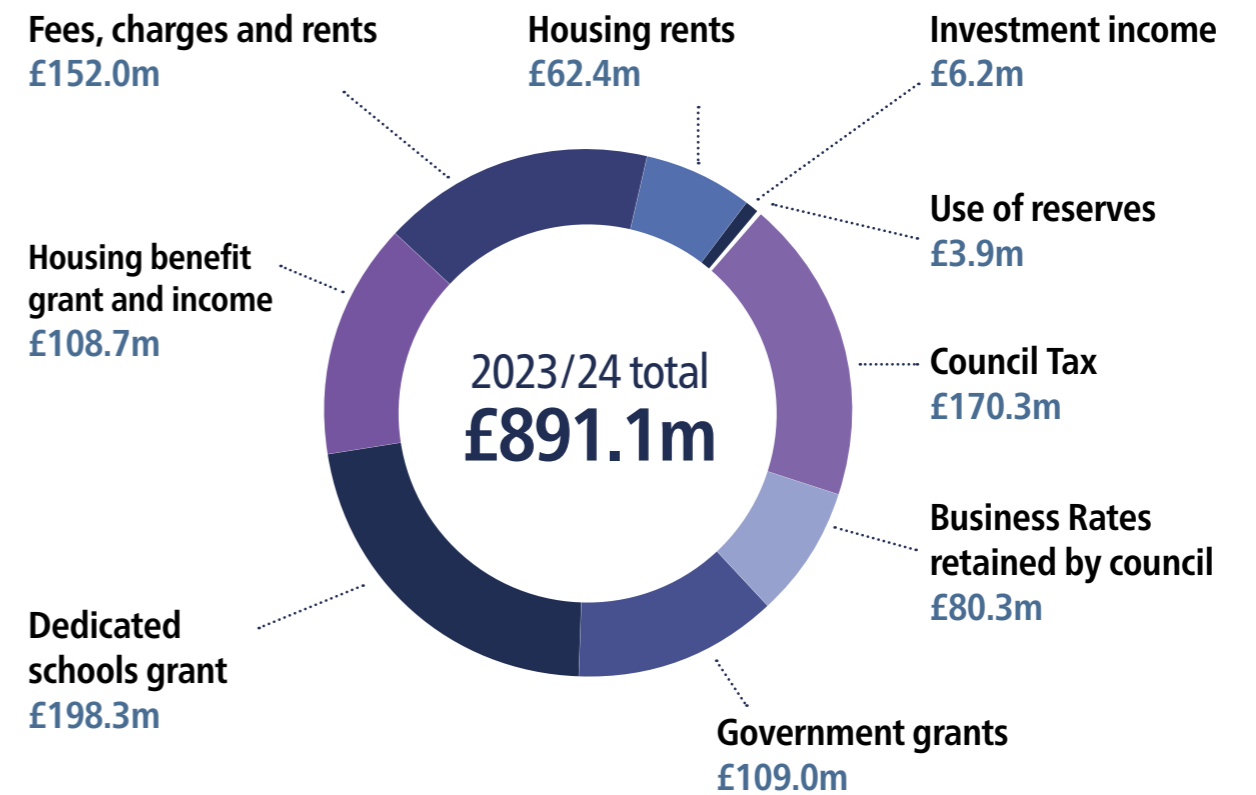 Fees, charges and rents
£152.0m
Housing rents
£62.4m
Investment income
£6.2m
Use of reserves
£3.9m
Housing benefit
grant and income
£108.7m
2023/24 total
£891.1m
Council Tax
£170.3m
Business Rates
retained by council
£80.3m
Dedicated
schools grant
£198.3m
Government grants
£109.0m